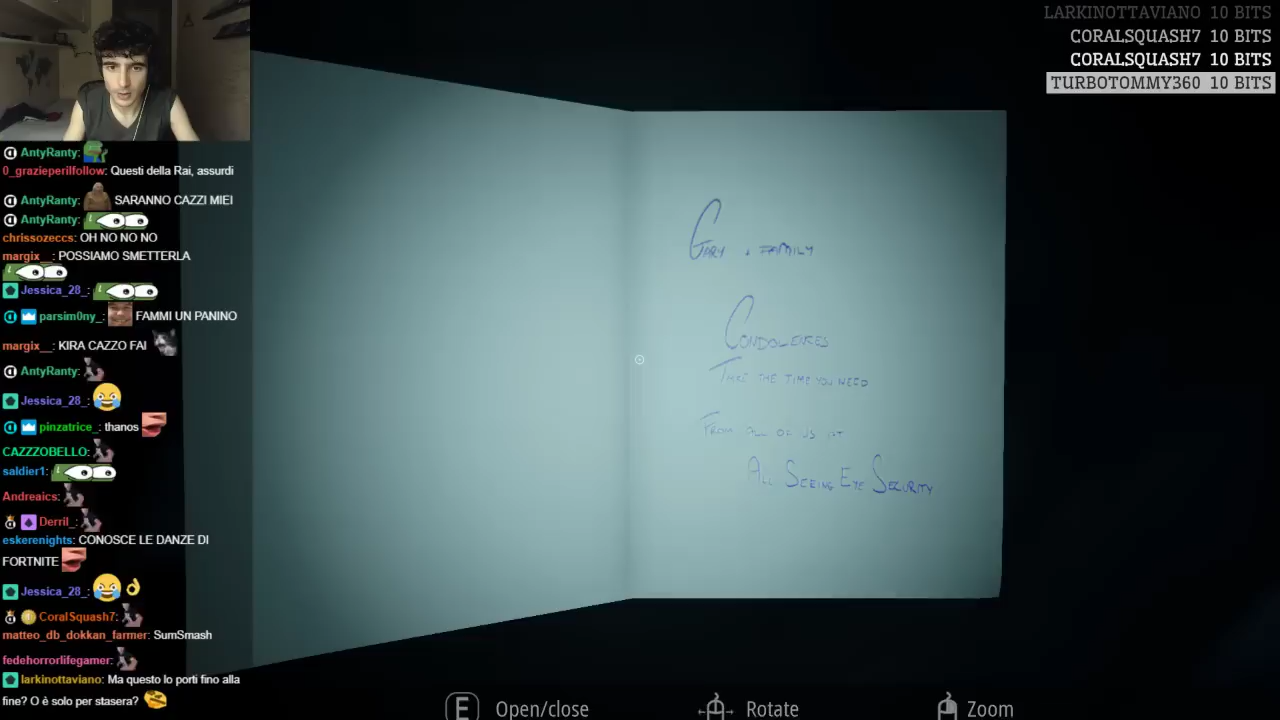 LARKINOTTAVIANO 10 BITS
CORALSQUASH7 10 BITS
CORALSQUASH7 10 BITS
TURBOTOMMY360 10 BITS
AntyRanty:
0_grazieperilfollow: Questi della Rai, assurdi
AntyRanty: SARANNO CAZZI MIEI
AntyRanty:
chrissozeccs: OH NO NO NO
margix__: POSSIAMO SMETTERLA
Jessica_28_:
parsim0ny_: FAMMI UN PANINO
margix__: KIRA CAZZO FAI
AntyRanty:
Jessica_28_:
pinzatrice_: thanos
CAZZZOBELLO:
saldier1:
Andreaics:
Derril_:
eskerenights: CONOSCE LE DANZE DI
FORTNITE
Jessica_28_:
CoralSquash7:
matteo_db_dokkan_farmer: SumSmash
fedehorrorlifegamer:
larkinottaviano: Ma questo lo porti fino alla
fine? O è solo per stasera?
GARY + FAMILY
CONDOLENCES
TAKE THE TIME YOU NEED
FROM ALL OF US AT
ALL SEEING EYE SECURITY
E Open/close
Rotate
Zoom